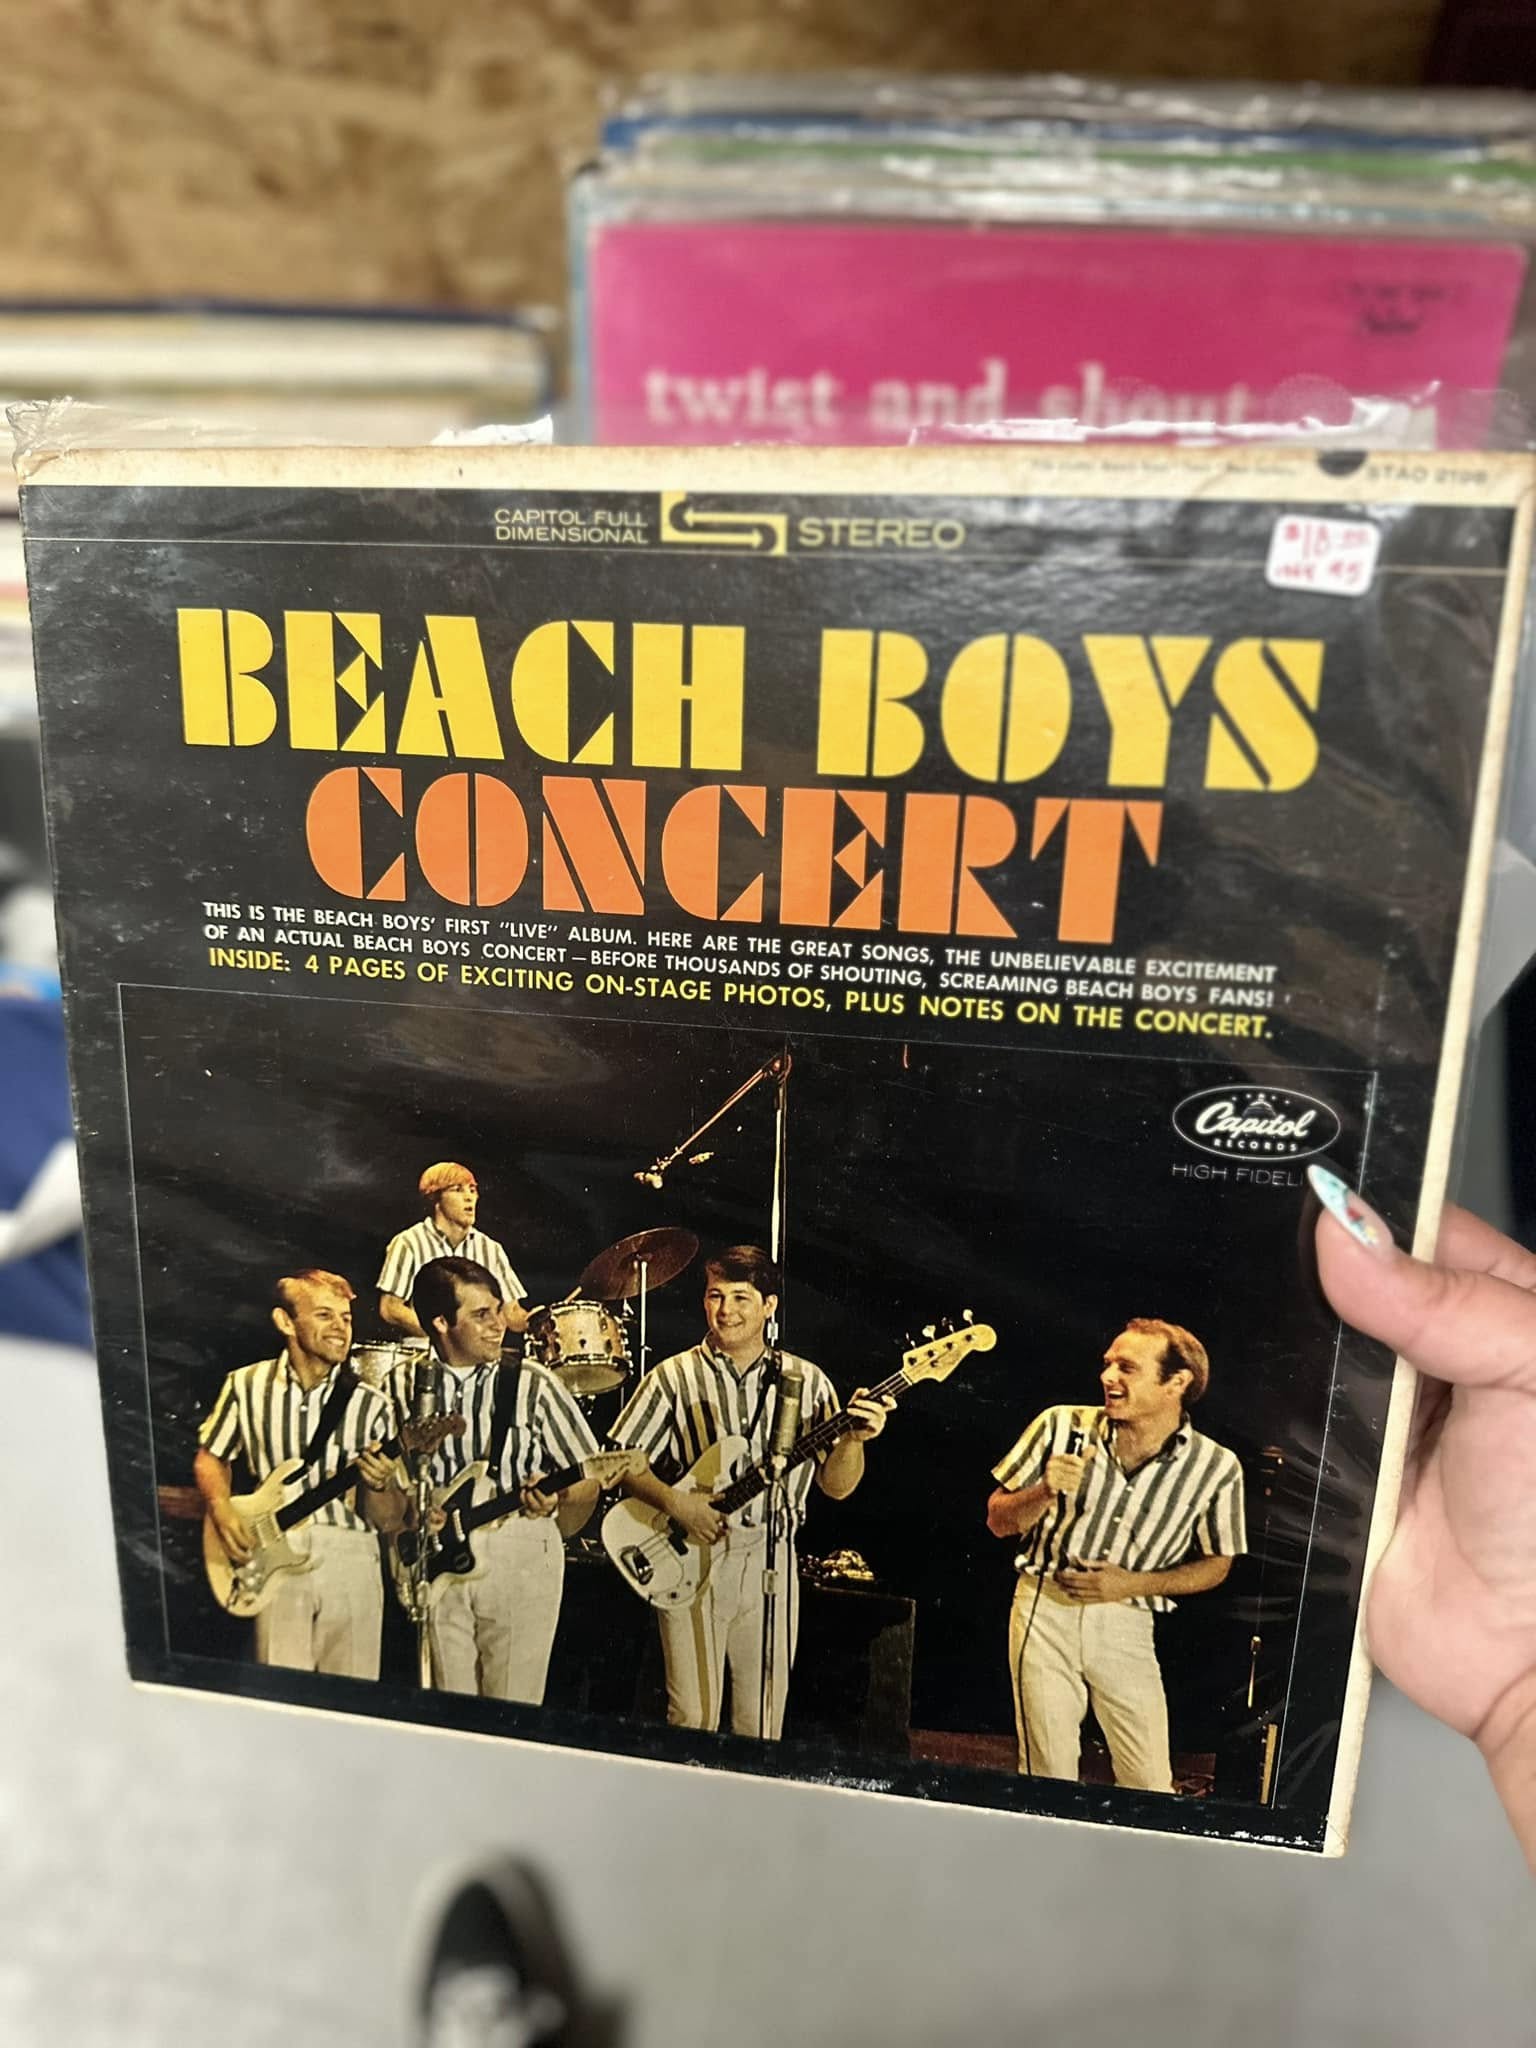 twist and shout
STAO 2196
CAPITOL FULL
DIMENSIONAL
STEREO
BEACH BOYS
CONCERT
THIS IS THE BEACH BOYS' FIRST "LIVE" ALBUM. HERE ARE THE GREAT SONGS, THE UNBELIEVABLE EXCITEMENT
OF AN ACTUAL BEACH BOYS CONCERT — BEFORE THOUSANDS OF SHOUTING, SCREAMING BEACH BOYS FANS!
INSIDE: 4 PAGES OF EXCITING ON-STAGE PHOTOS, PLUS NOTES ON THE CONCERT.
Capitol
RECORDS
HIGH FIDELI